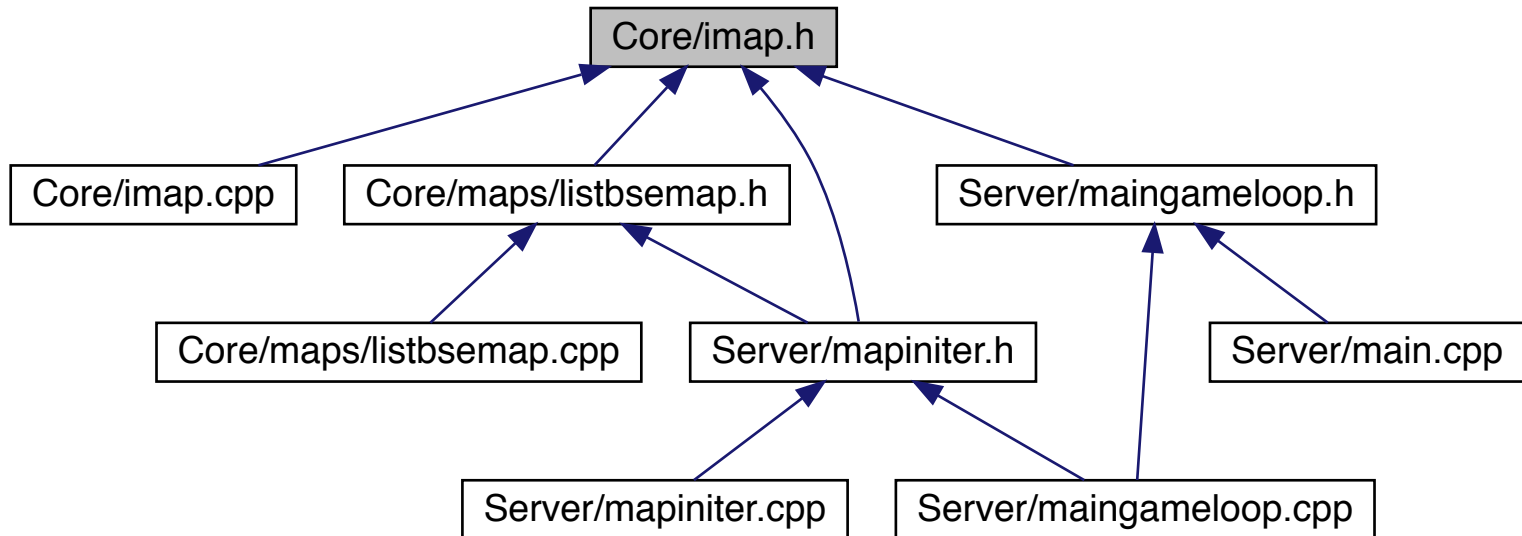 Core/imap.h
Core/imap.cpp
Core/maps/listbsemap.h
Server/maingameloop.h
Core/maps/listbsemap.cpp
Server/mapiniter.h
Server/main.cpp
Server/mapiniter.cpp
Server/maingameloop.cpp